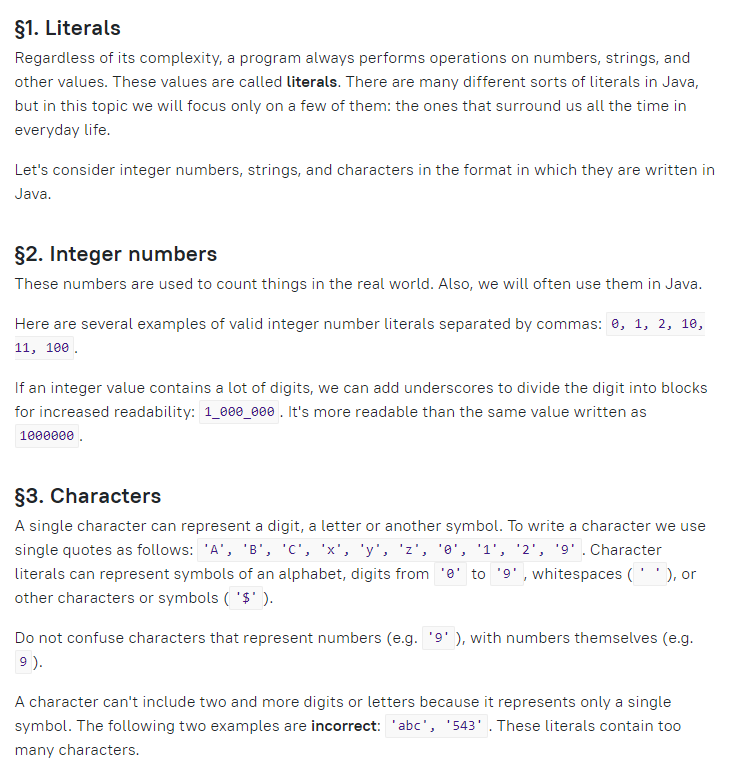 §1. Literals
Regardless of its complexity, a program always performs operations on numbers, strings, and
other values. These values are called literals. There are many different sorts of literals in Java,
but in this topic we will focus only on a few of them: the ones that surround us all the time in
everyday life.
Let's consider integer numbers, strings, and characters in the format in which they are written in
Java.
§2. Integer numbers
These numbers are used to count things in the real world. Also, we will often use them in Java.
Here are several examples of valid integer number literals separated by commas: 0, 1, 2, 10,
11, 100 .
If an integer value contains a lot of digits, we can add underscores to divide the digit into blocks
for increased readability: 1_000_000 . It's more readable than the same value written as
1000000 .
§3. Characters
A single character can represent a digit, a letter or another symbol. To write a character we use
single quotes as follows: 'A', 'B', 'C', 'x', 'y', 'z', '0', '1', '2', '9' . Character
literals can represent symbols of an alphabet, digits from '0' to '9' , whitespaces ( ' ' ), or
other characters or symbols ( '$' ).
Do not confuse characters that represent numbers (e.g. '9' ), with numbers themselves (e.g.
9 ).
A character can't include two and more digits or letters because it represents only a single
symbol. The following two examples are incorrect: 'abc', '543' . These literals contain too
many characters.